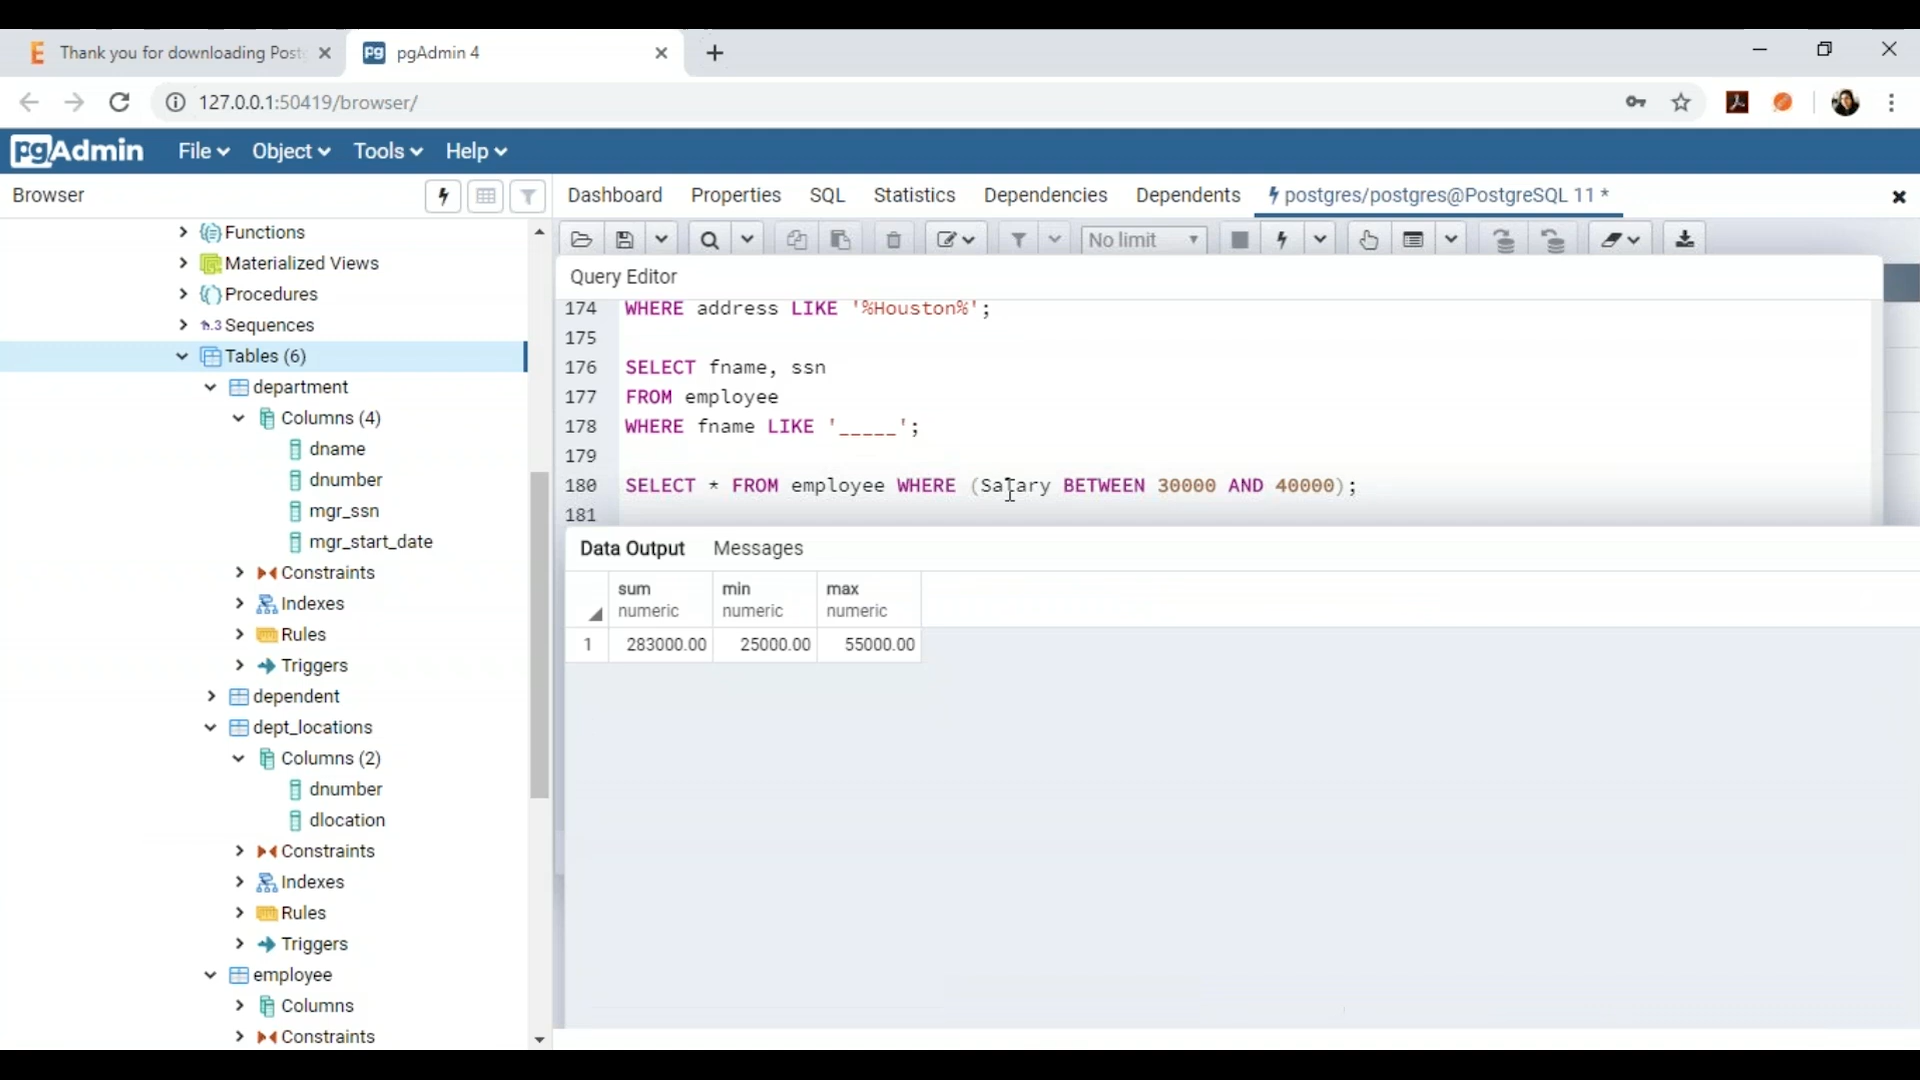 Thank you for downloading Post
pgAdmin 4
127.0.0.1:50419/browser/
pgAdmin
File
Object
Tools
Help
Browser
Dashboard
Properties
SQL
Statistics
Dependencies
Dependents
postgres/postgres@PostgreSQL 11 *
No limit
Functions
Materialized Views
Procedures
Sequences
Tables (6)
department
Columns (4)
dname
dnumber
mgr_ssn
mgr_start_date
Constraints
Indexes
Rules
Triggers
dependent
dept_locations
Columns (2)
dnumber
dlocation
Constraints
Indexes
Rules
Triggers
employee
Columns
Constraints
Query Editor
174 WHERE address LIKE '%Houston%';
175
176 SELECT fname, ssn
177 FROM employee
178 WHERE fname LIKE '_____';
179
180 SELECT * FROM employee WHERE (Salary BETWEEN 30000 AND 40000);
181
Data Output Messages
sum min max
numeric numeric numeric
1 283000.00 25000.00 55000.00